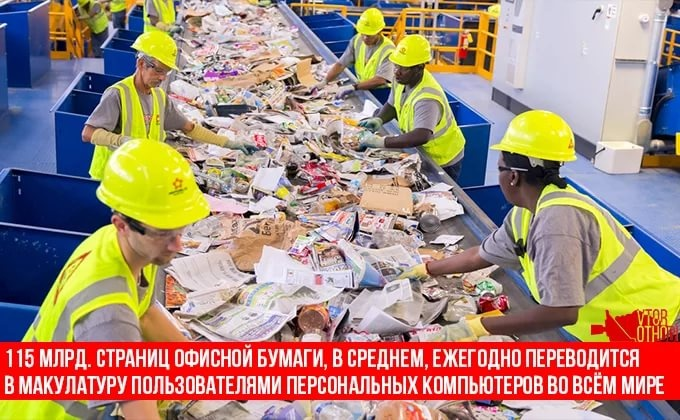 115 МЛРД. СТРАНИЦ ОФИСНОЙ БУМАГИ, В СРЕДНЕМ, ЕЖЕГОДНО ПЕРЕВОДИТСЯ
В МАКУЛАТУРУ ПОЛЬЗОВАТЕЛЯМИ ПЕРСОНАЛЬНЫХ КОМПЬЮТЕРОВ ВО ВСЁМ МИРЕ